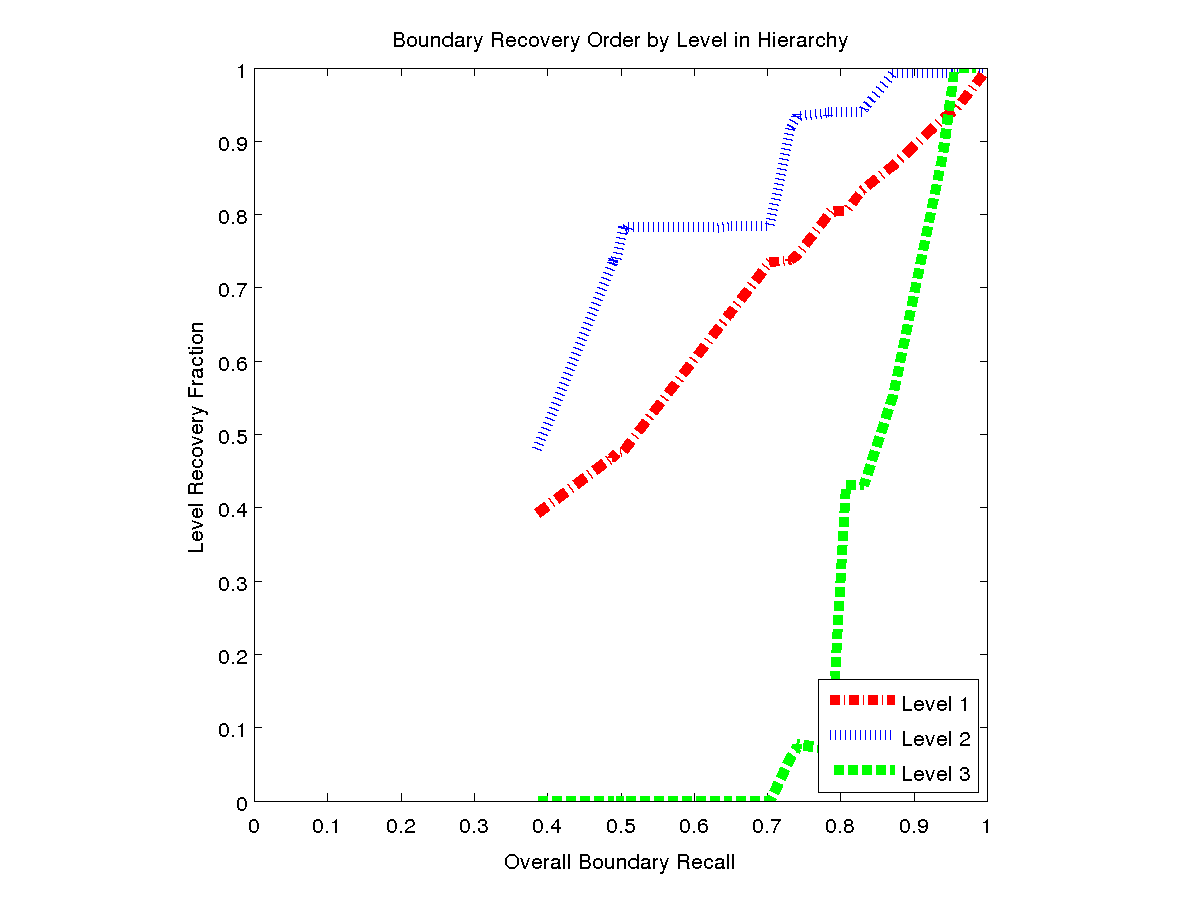 Boundary Recovery Order by Level in Hierarchy
1
0.9
0.8
0.7
0.6
0.5
0.4
0.3
0.2
0.1
0
Level Recovery Fraction
Level 1
Level 2
Level 3
0 0.1 0.2 0.3 0.4 0.5 0.6 0.7 0.8 0.9 1
Overall Boundary Recall